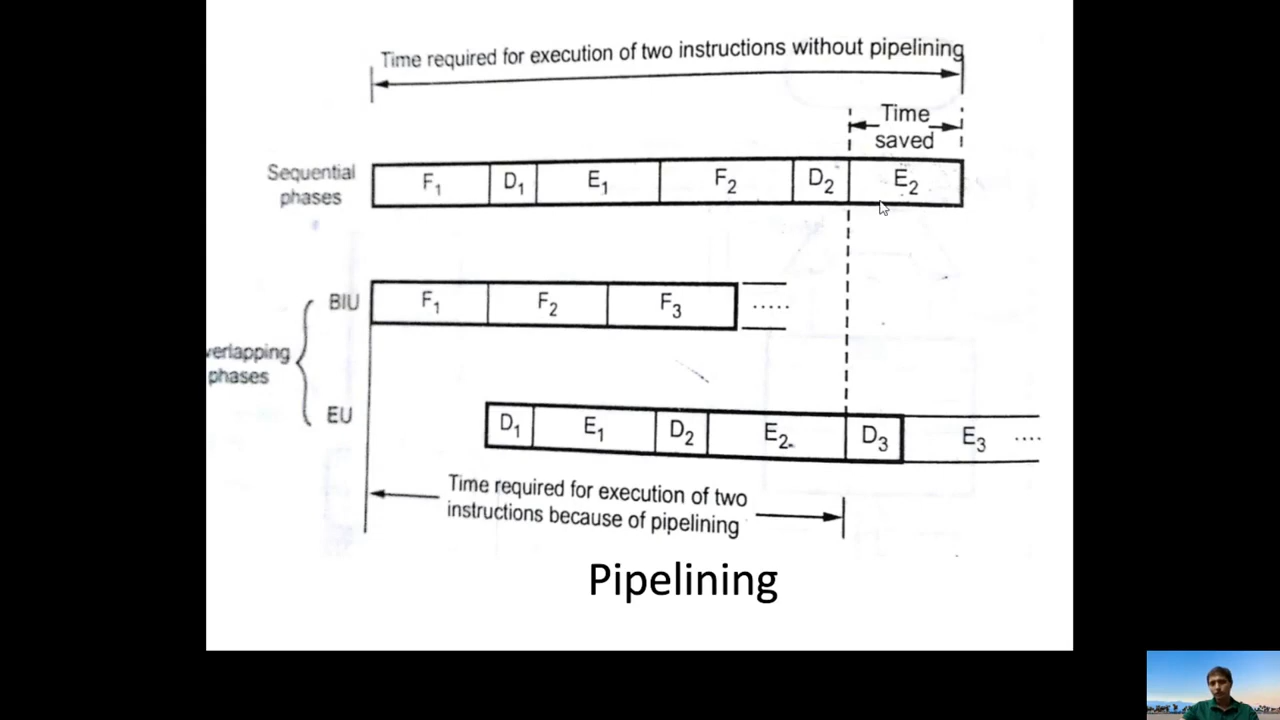 Time required for execution of two instructions without pipelining
Time
saved
Sequential
phases
F1 D1 E1 F2 D2 E2
BIU
F1 F2 F3 .....
verlapping
phases
EU
D1 E1 D2 E2 D3 E3 ....
Time required for execution of two
instructions because of pipelining
Pipelining